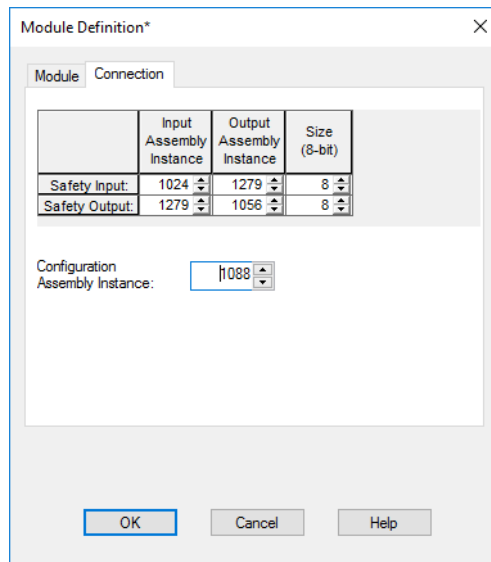 Module Definition*
Module Connection
Input Assembly Instance Output Assembly Instance Size (8-bit)
Safety Input: 1024 1279 8
Safety Output: 1279 1056 8
Configuration
Assembly Instance: 1088
OK Cancel Help